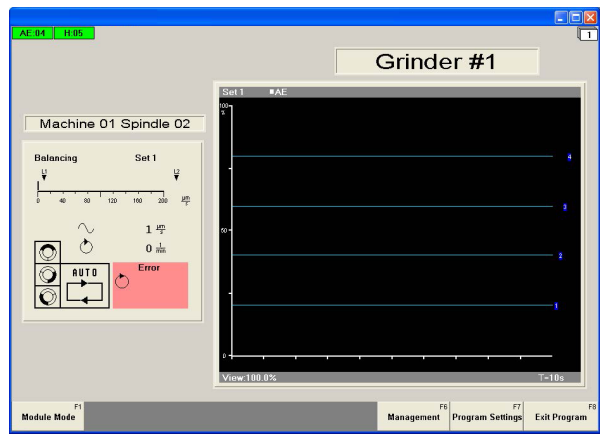 AE:04 H:05
1
Grinder #1
Machine 01 Spindle 02
Balancing Set 1
L1 L2
0 40 80 120 160 200 µm/s
1 µm/s
0 1/min
AUTO
Error
Set 1 AE
100
%
4
3
50
2
1
0
View:100.0% T=10s
F1
Module Mode
F6
Management
F7
Program Settings
F8
Exit Program